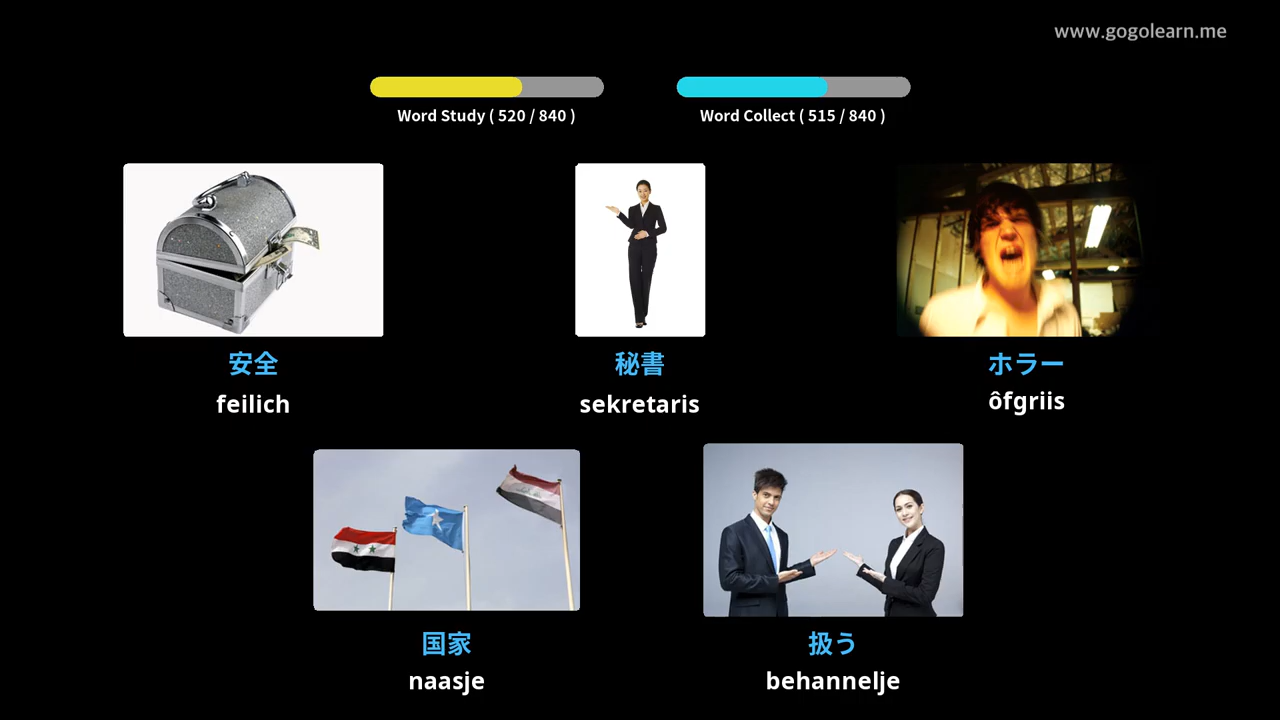 www.gogolearn.me
Word Study ( 520 / 840 )
Word Collect ( 515 / 840 )
安全
feilich
秘書
sekretaris
ホラー
ôfgriis
国家
naasje
扱う
behannelje